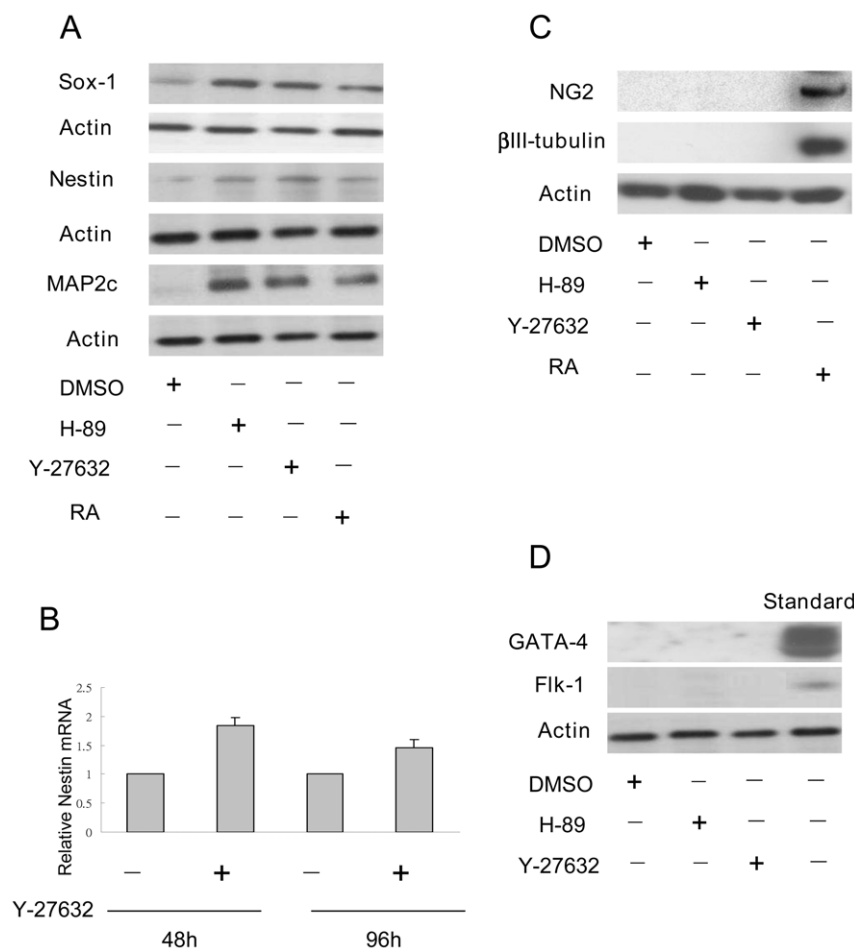 A
Sox-1
Actin
Nestin
Actin
MAP2c
Actin
DMSO + – – –
H-89 – + – –
Y-27632 – – + –
RA – – – +
B
Relative Nestin mRNA
2.5
2
1.5
1
0.5
0
– + – +
Y-27632
48h 96h
C
NG2
βIII-tubulin
Actin
DMSO + – – –
H-89 – + – –
Y-27632 – – + –
RA – – – +
D
Standard
GATA-4
Flk-1
Actin
DMSO + – – –
H-89 – + – –
Y-27632 – – + –